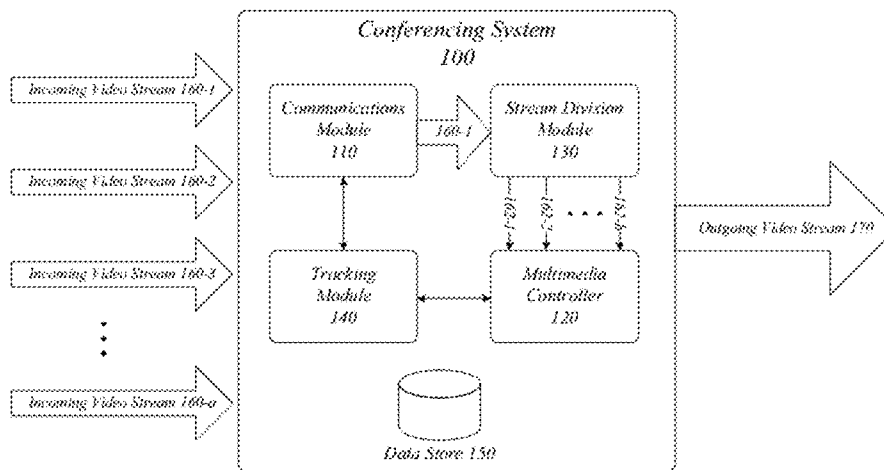 Conferencing System
100
Incoming Video Stream 160-1
Communications
Module
110
160-1
Stream Division
Module
130
Incoming Video Stream 160-2
162-1
162-2
162-b
Outgoing Video Stream 170
Incoming Video Stream 160-3
Tracking
Module
140
Multimedia
Controller
120
Incoming Video Stream 160-a
Data Store 150